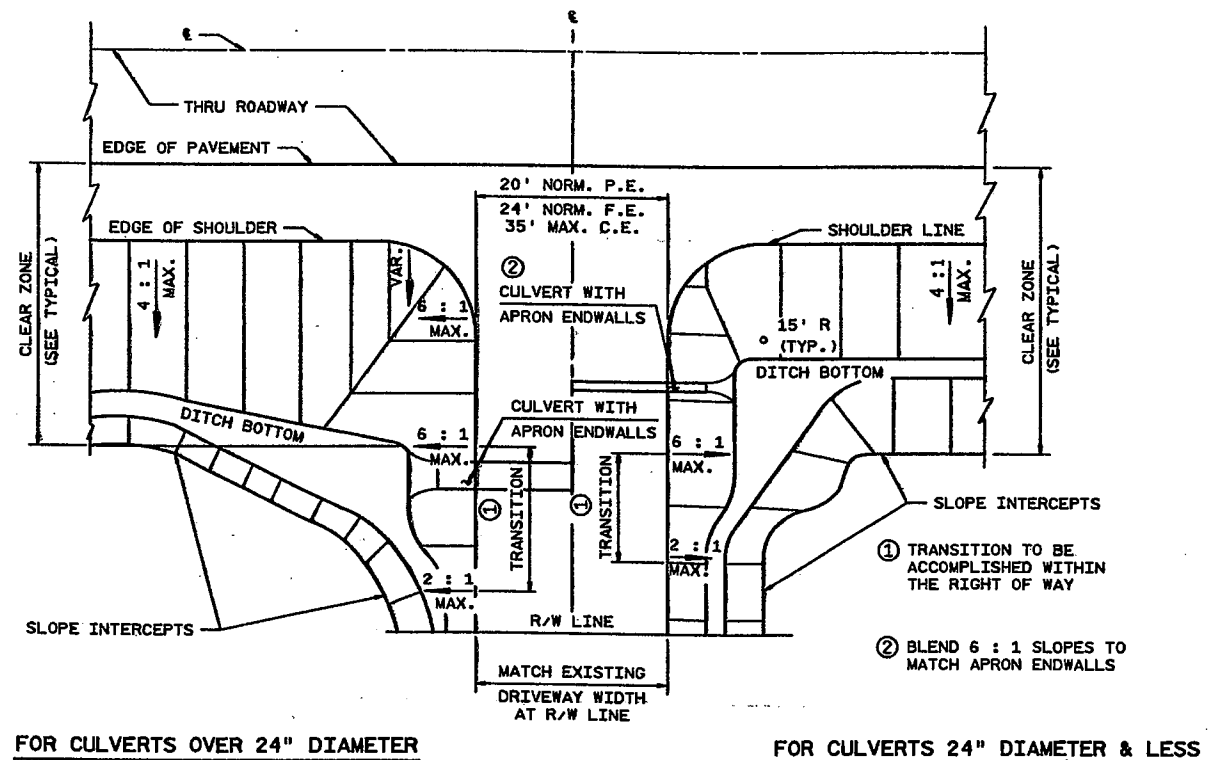 ℄
℄
THRU ROADWAY
EDGE OF PAVEMENT
20' NORM. P.E.
24' NORM. F.E.
35' MAX. C.E.
EDGE OF SHOULDER
SHOULDER LINE
CLEAR ZONE
(SEE TYPICAL)
4 : 1
MAX.
VAR.
6 : 1
MAX.
②
CULVERT WITH
APRON ENDWALLS
15' R
(TYP.)
4 : 1
MAX.
CLEAR ZONE
(SEE TYPICAL)
DITCH BOTTOM
DITCH BOTTOM
CULVERT WITH
APRON ENDWALLS
6 : 1
MAX.
6 : 1
MAX.
①
TRANSITION
①
TRANSITION
SLOPE INTERCEPTS
2 : 1
MAX.
2 : 1
MAX.
① TRANSITION TO BE
ACCOMPLISHED WITHIN
THE RIGHT OF WAY
SLOPE INTERCEPTS
R/W LINE
② BLEND 6 : 1 SLOPES TO
MATCH APRON ENDWALLS
MATCH EXISTING
DRIVEWAY WIDTH
AT R/W LINE
FOR CULVERTS OVER 24" DIAMETER
FOR CULVERTS 24" DIAMETER & LESS